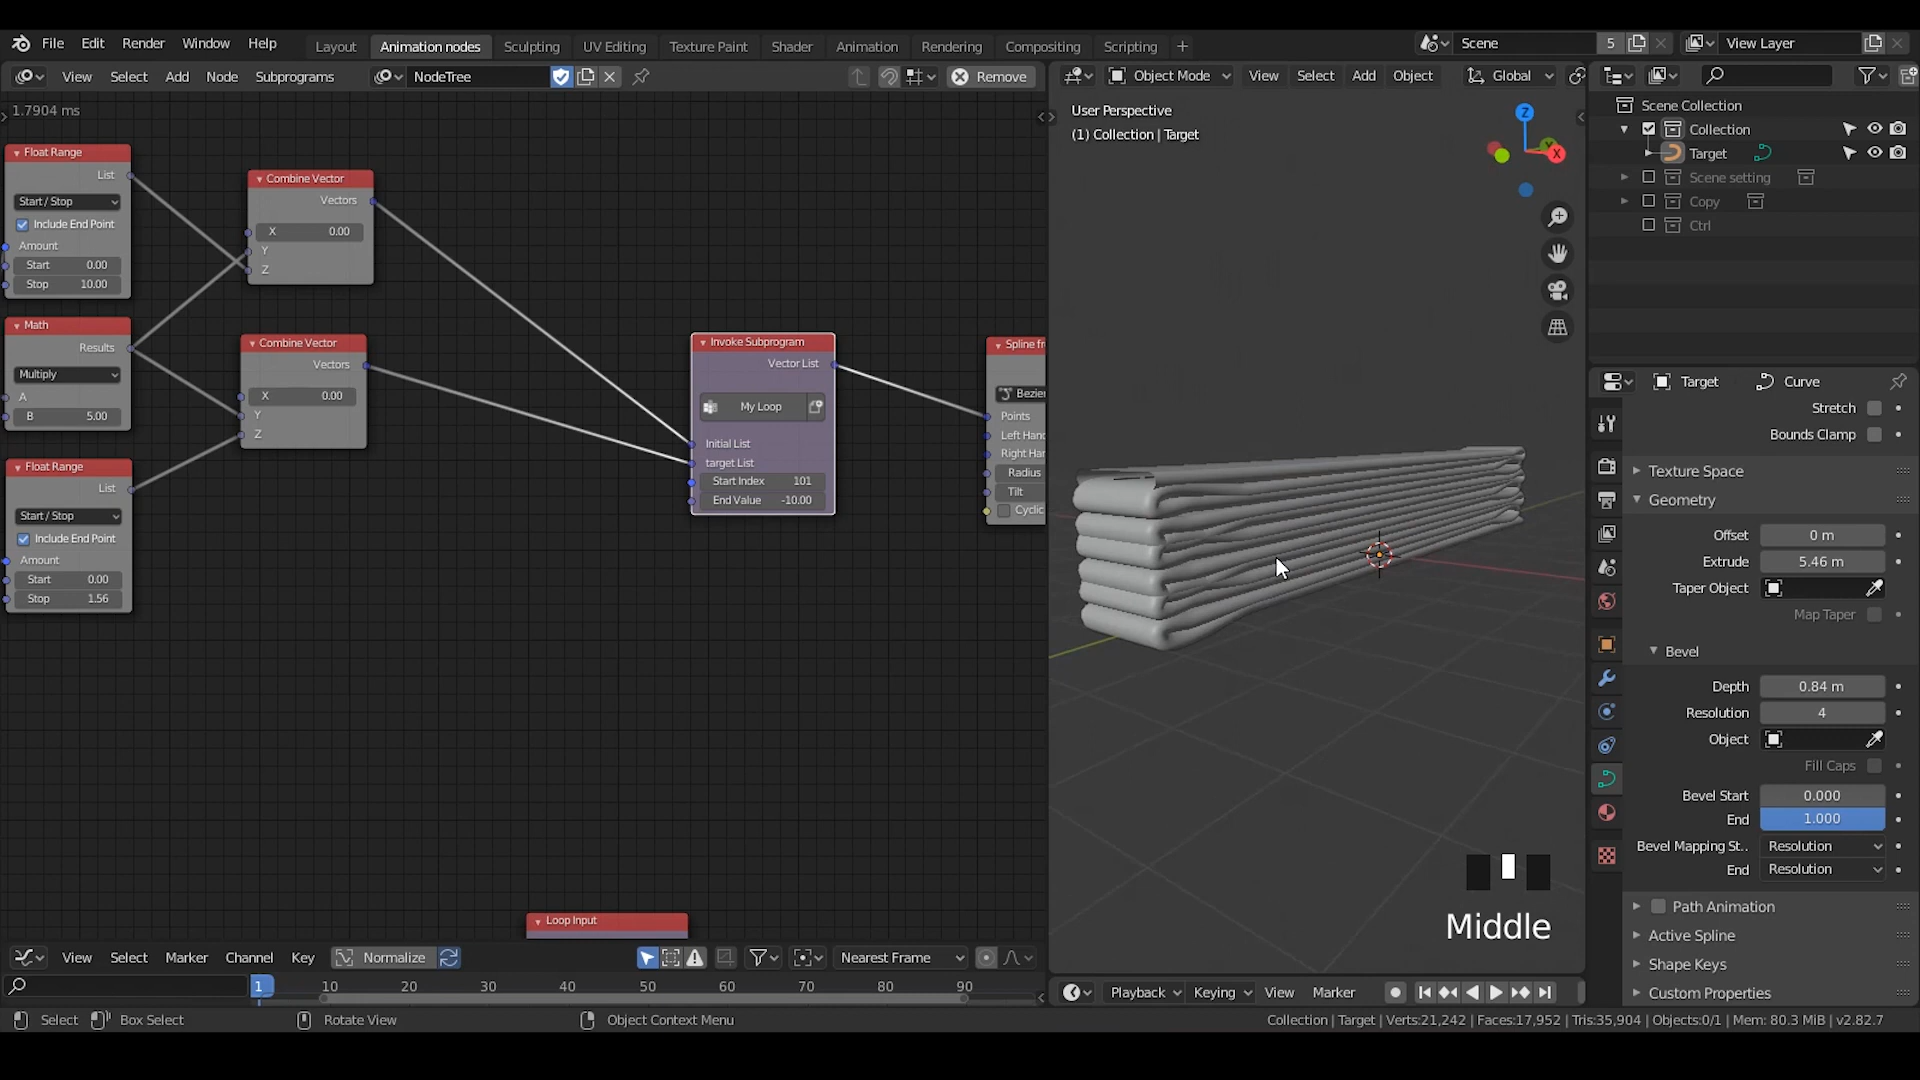 File Edit Render Window Help Layout Animation nodes Sculpting UV Editing Texture Paint Shader Animation Rendering Compositing Scripting Scene 5 View Layer
View Select Add Node Subprograms NodeTree Remove Object Mode View Select Add Object Global
1.7904 ms
Float Range
List
Start / Stop
Include End Point
Amount
Start 0.00
Stop 10.00
Math
Results
Multiply
A
B 5.00
Float Range
List
Start / Stop
Include End Point
Amount
Start 0.00
Stop 1.56
Combine Vector
Vectors
X 0.00
Y
Z
Combine Vector
Vectors
X 0.00
Y
Z
Invoke Subprogram
Vector List
My Loop
Initial List
target List
Start Index 101
End Value -10.00
Spline fr
Bezie
Points
Left Hand
Right Ha
Radius
Tilt
Cyclic
Loop Input
User Perspective
(1) Collection | Target
Z
Y
X
Middle
Scene Collection
Collection
Target
Scene setting
Copy
Ctrl
Target Curve
Stretch
Bounds Clamp
Texture Space
Geometry
Offset 0 m
Extrude 5.46 m
Taper Object
Map Taper
Bevel
Depth 0.84 m
Resolution 4
Object
Fill Caps
Bevel Start 0.000
End 1.000
Bevel Mapping St.. Resolution
End Resolution
Path Animation
Active Spline
Shape Keys
Custom Properties
View Select Marker Channel Key Normalize Nearest Frame
1 10 20 30 40 50 60 70 80 90
Playback Keying View Marker
Select Box Select Rotate View Object Context Menu Collection | Target | Verts:21,242 | Faces:17,952 | Tris:35,904 | Objects:0/1 | Mem: 80.3 MiB | v2.82.7